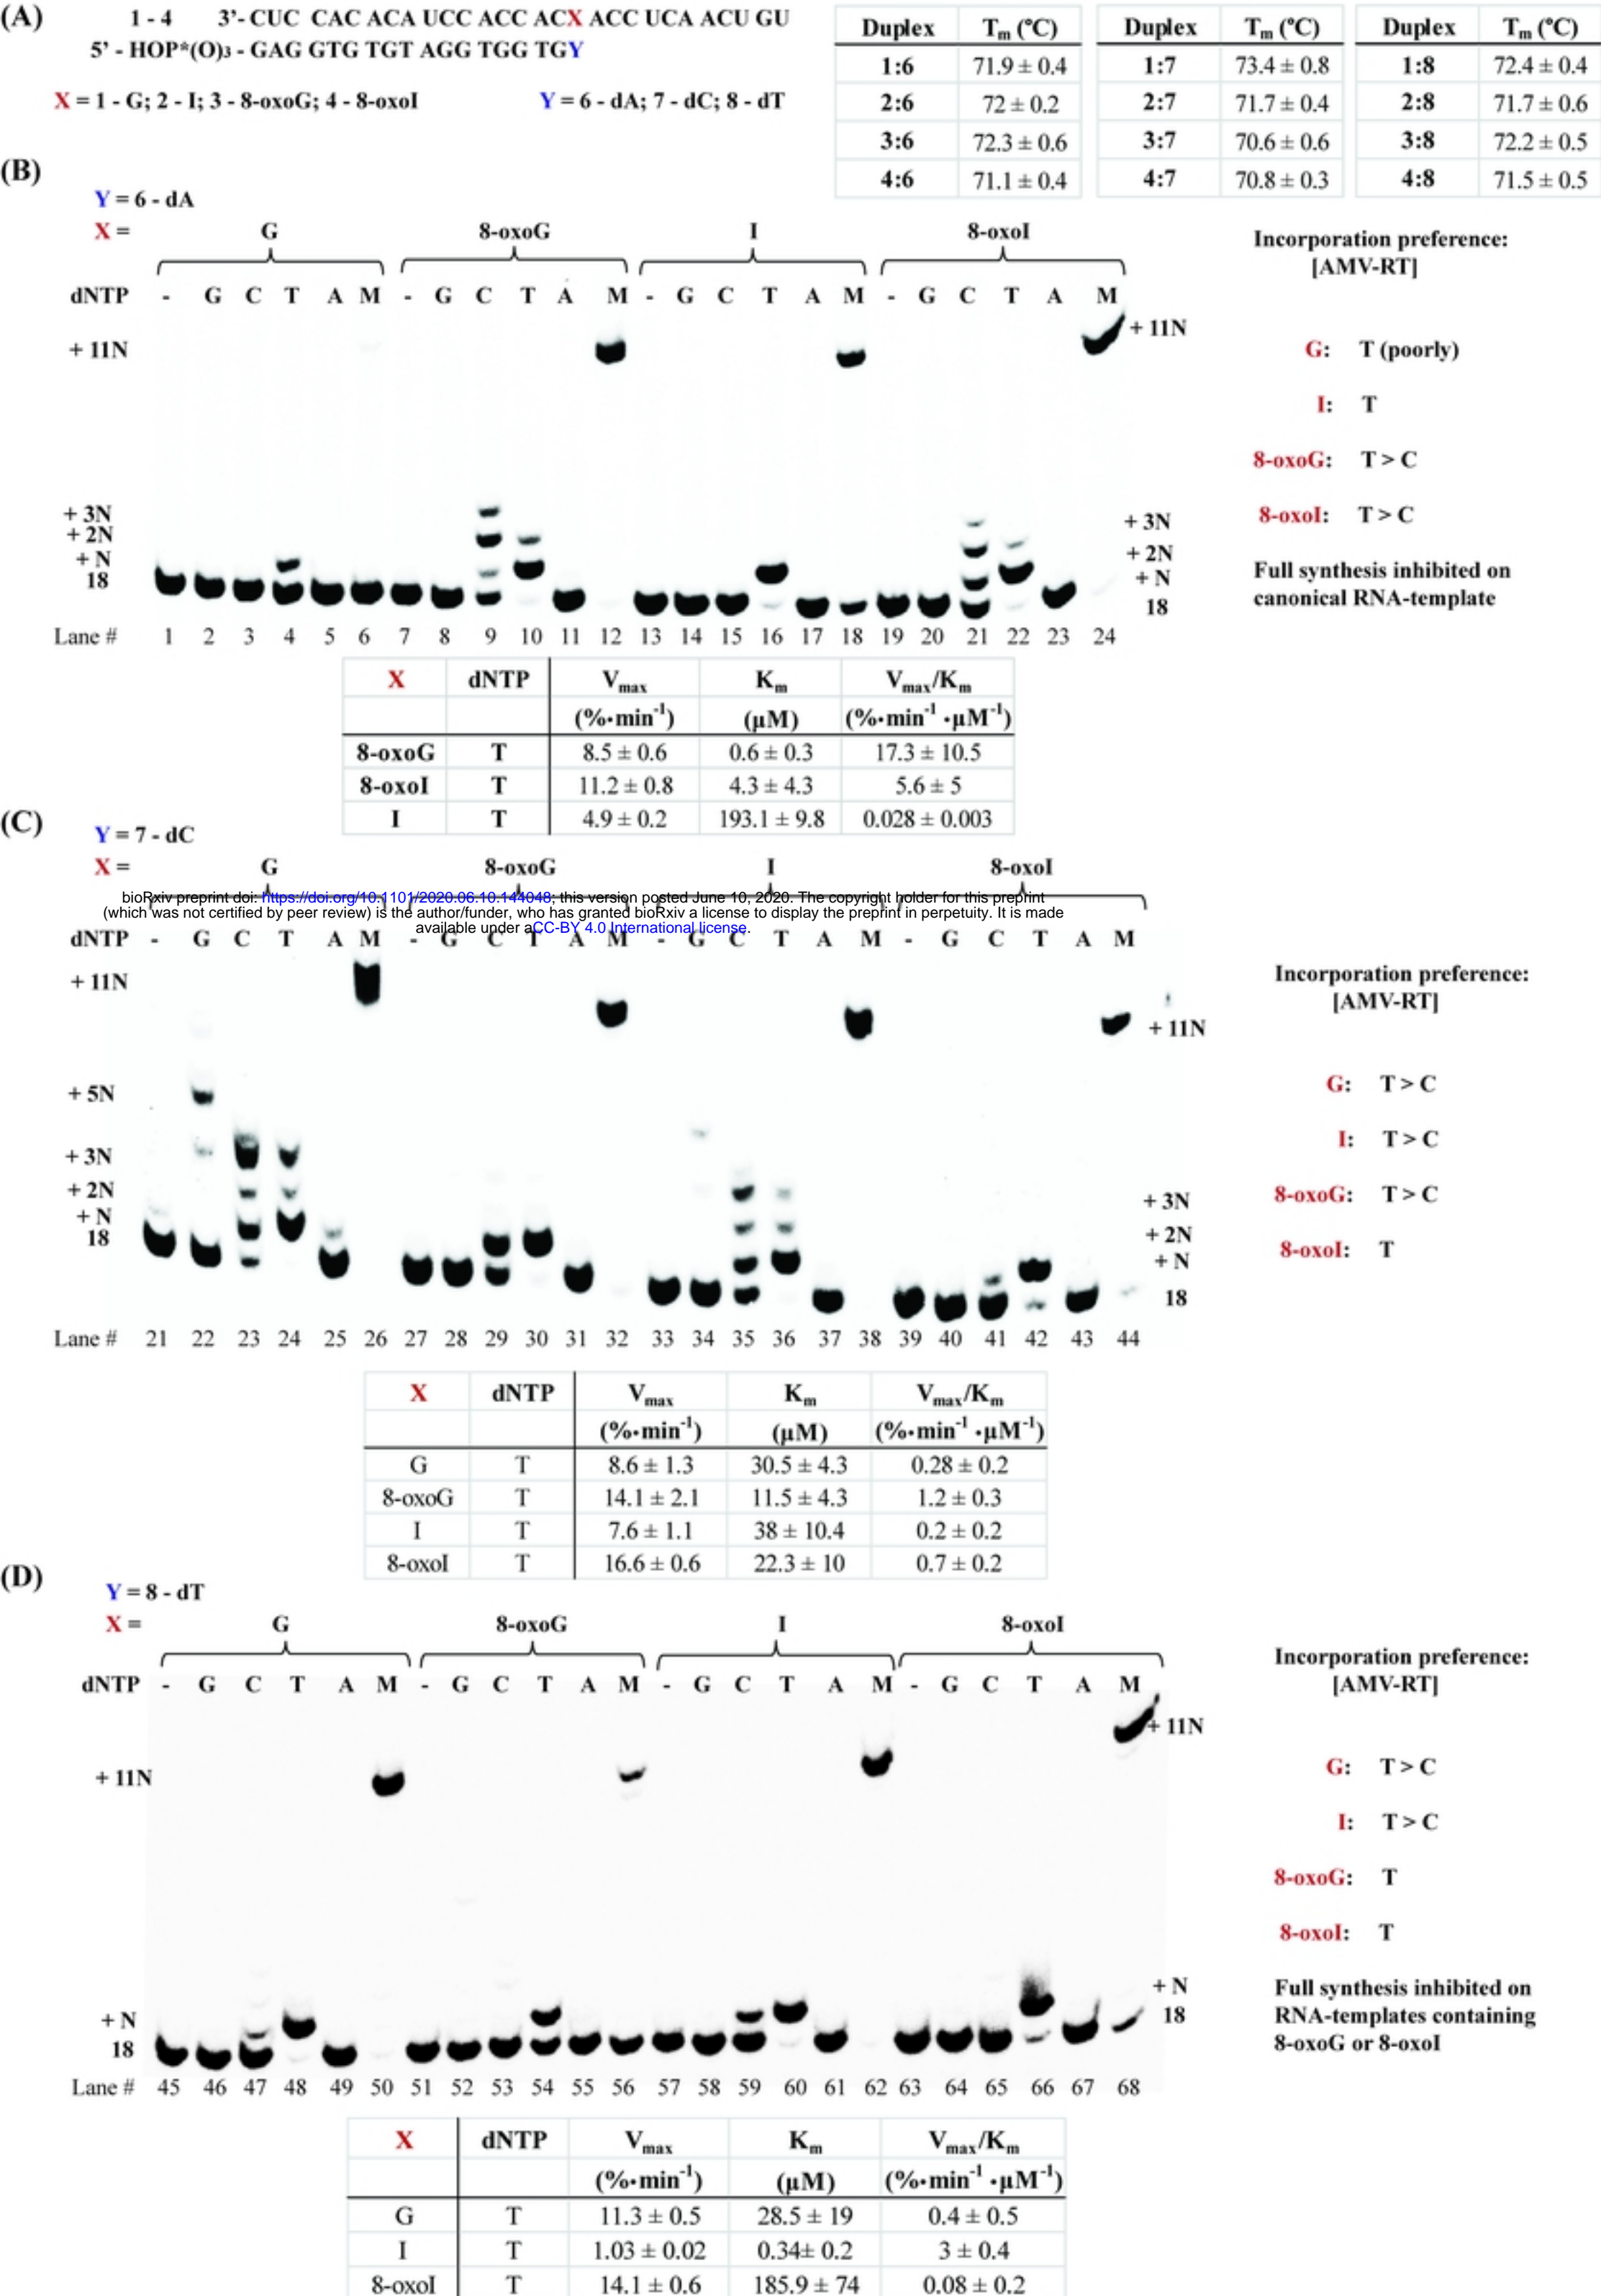 (A) 1 - 4 3'- CUC CAC ACA UCC ACC ACX ACC UCA ACU GU
5' - HOP*(O)3 - GAG GTG TGT AGG TGG TGY
X = 1 - G; 2 - I; 3 - 8-oxoG; 4 - 8-oxoI Y = 6 - dA; 7 - dC; 8 - dT
Duplex Tm (°C) Duplex Tm (°C) Duplex Tm (°C)
1:6 71.9 ± 0.4 1:7 73.4 ± 0.8 1:8 72.4 ± 0.4
2:6 72 ± 0.2 2:7 71.7 ± 0.4 2:8 71.7 ± 0.6
3:6 72.3 ± 0.6 3:7 70.6 ± 0.6 3:8 72.2 ± 0.5
4:6 71.1 ± 0.4 4:7 70.8 ± 0.3 4:8 71.5 ± 0.5
(B)
Y = 6 - dA
X = G 8-oxoG I 8-oxoI
dNTP - G C T A M - G C T A M - G C T A M - G C T A M
+ 11N + 11N
+ 3N + 3N
+ 2N + 2N
+ N + N
18 18
Lane # 1 2 3 4 5 6 7 8 9 10 11 12 13 14 15 16 17 18 19 20 21 22 23 24
Incorporation preference:
[AMV-RT]
G: T (poorly)
I: T
8-oxoG: T > C
8-oxoI: T > C
Full synthesis inhibited on
canonical RNA-template
X dNTP Vmax Km Vmax/Km
(%•min-1) (µM) (%•min-1 •µM-1)
8-oxoG T 8.5 ± 0.6 0.6 ± 0.3 17.3 ± 10.5
8-oxoI T 11.2 ± 0.8 4.3 ± 4.3 5.6 ± 5
I T 4.9 ± 0.2 193.1 ± 9.8 0.028 ± 0.003
(C)
Y = 7 - dC
X = G 8-oxoG I 8-oxoI
bioRxiv preprint doi: https://doi.org/10.1101/2020.06.10.144048; this version posted June 10, 2020. The copyright holder for this preprint
(which was not certified by peer review) is the author/funder, who has granted bioRxiv a license to display the preprint in perpetuity. It is made
available under aCC-BY 4.0 International license.
dNTP - G C T A M - G C T A M - G C T A M - G C T A M
+ 11N + 11N
+ 5N
+ 3N + 3N
+ 2N + 2N
+ N + N
18 18
Lane # 21 22 23 24 25 26 27 28 29 30 31 32 33 34 35 36 37 38 39 40 41 42 43 44
Incorporation preference:
[AMV-RT]
G: T > C
I: T > C
8-oxoG: T > C
8-oxoI: T
X dNTP Vmax Km Vmax/Km
(%•min-1) (µM) (%•min-1 •µM-1)
G T 8.6 ± 1.3 30.5 ± 4.3 0.28 ± 0.2
8-oxoG T 14.1 ± 2.1 11.5 ± 4.3 1.2 ± 0.3
I T 7.6 ± 1.1 38 ± 10.4 0.2 ± 0.2
8-oxoI T 16.6 ± 0.6 22.3 ± 10 0.7 ± 0.2
(D)
Y = 8 - dT
X = G 8-oxoG I 8-oxoI
dNTP - G C T A M - G C T A M - G C T A M - G C T A M
+ 11N + 11N
+ N + N
18 18
Lane # 45 46 47 48 49 50 51 52 53 54 55 56 57 58 59 60 61 62 63 64 65 66 67 68
Incorporation preference:
[AMV-RT]
G: T > C
I: T > C
8-oxoG: T
8-oxoI: T
Full synthesis inhibited on
RNA-templates containing
8-oxoG or 8-oxoI
X dNTP Vmax Km Vmax/Km
(%•min-1) (µM) (%•min-1 •µM-1)
G T 11.3 ± 0.5 28.5 ± 19 0.4 ± 0.5
I T 1.03 ± 0.02 0.34± 0.2 3 ± 0.4
8-oxoI T 14.1 ± 0.6 185.9 ± 74 0.08 ± 0.2